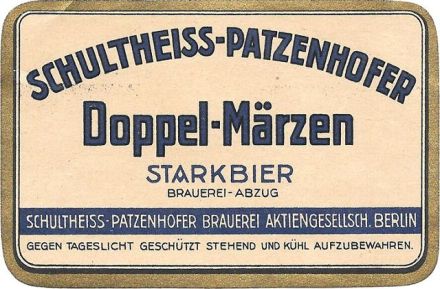 SCHULTHEISS-PATZENHOFER
Doppel-Märzen
STARKBIER
BRAUEREI-ABZUG
SCHULTHEISS-PATZENHOFER BRAUEREI AKTIENGESELLSCH. BERLIN
GEGEN TAGESLICHT GESCHÜTZT STEHEND UND KÜHL AUFZUBEWAHREN.